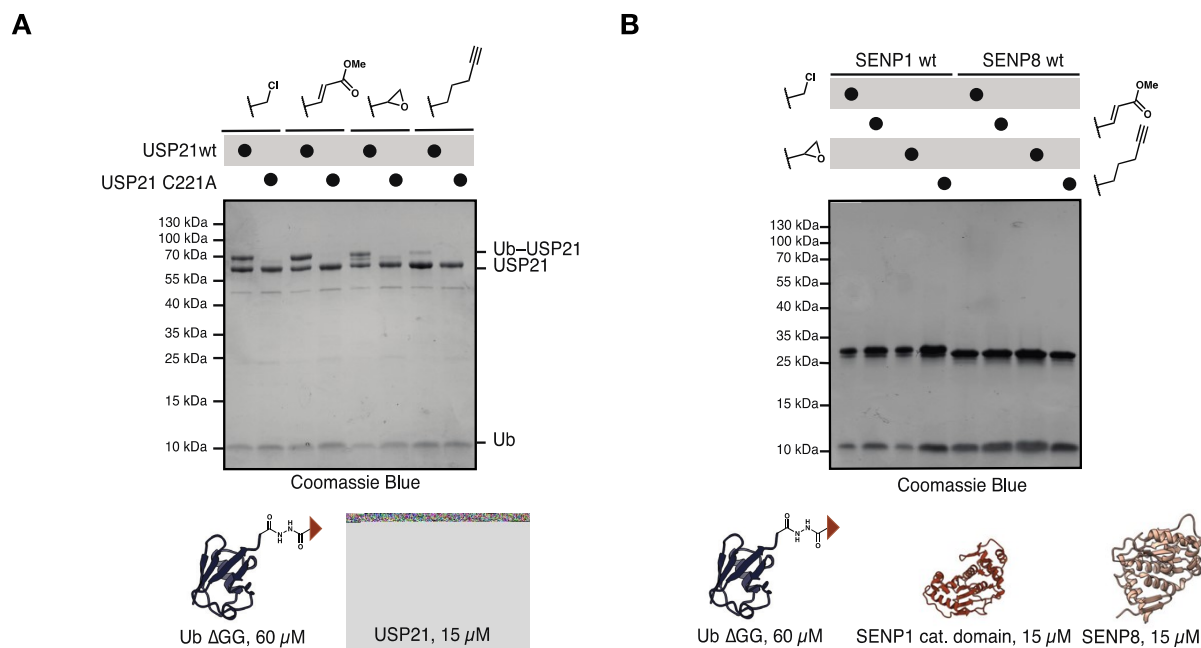 A
B
Cl
OMe
O
O
USP21wt
USP21 C221A
130 kDa
100 kDa
70 kDa
55 kDa
40 kDa
35 kDa
25 kDa
15 kDa
10 kDa
Ub–USP21
USP21
Ub
Coomassie Blue
O
H
N
N
H
O
Ub ΔGG, 60 µM
USP21, 15 µM
SENP1 wt
SENP8 wt
Cl
OMe
O
O
130 kDa
100 kDa
70 kDa
55 kDa
40 kDa
35 kDa
25 kDa
15 kDa
10 kDa
Coomassie Blue
O
H
N
N
H
O
Ub ΔGG, 60 µM
SENP1 cat. domain, 15 µM
SENP8, 15 µM